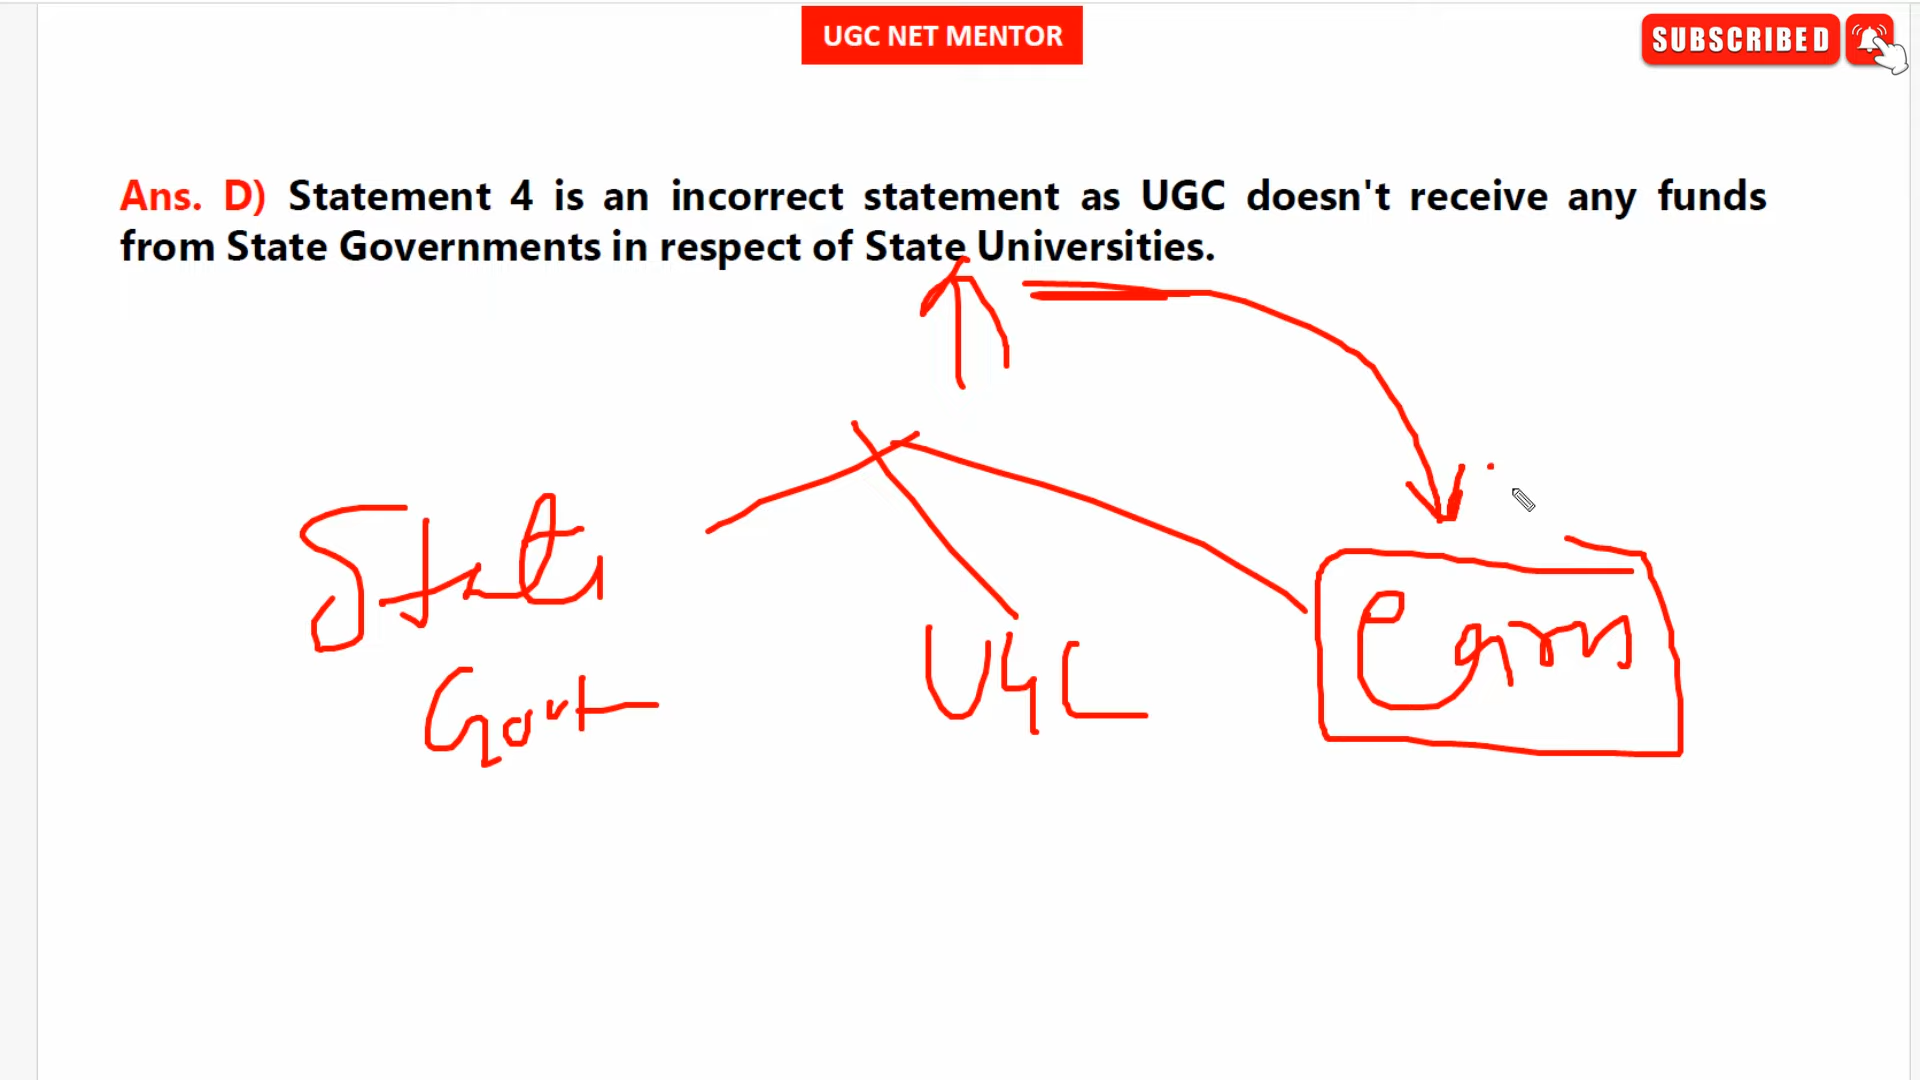 UGC NET MENTOR
SUBSCRIBED
Ans. D) Statement 4 is an incorrect statement as UGC doesn't receive any funds
from State Governments in respect of State Universities.
State
Govt
UGC